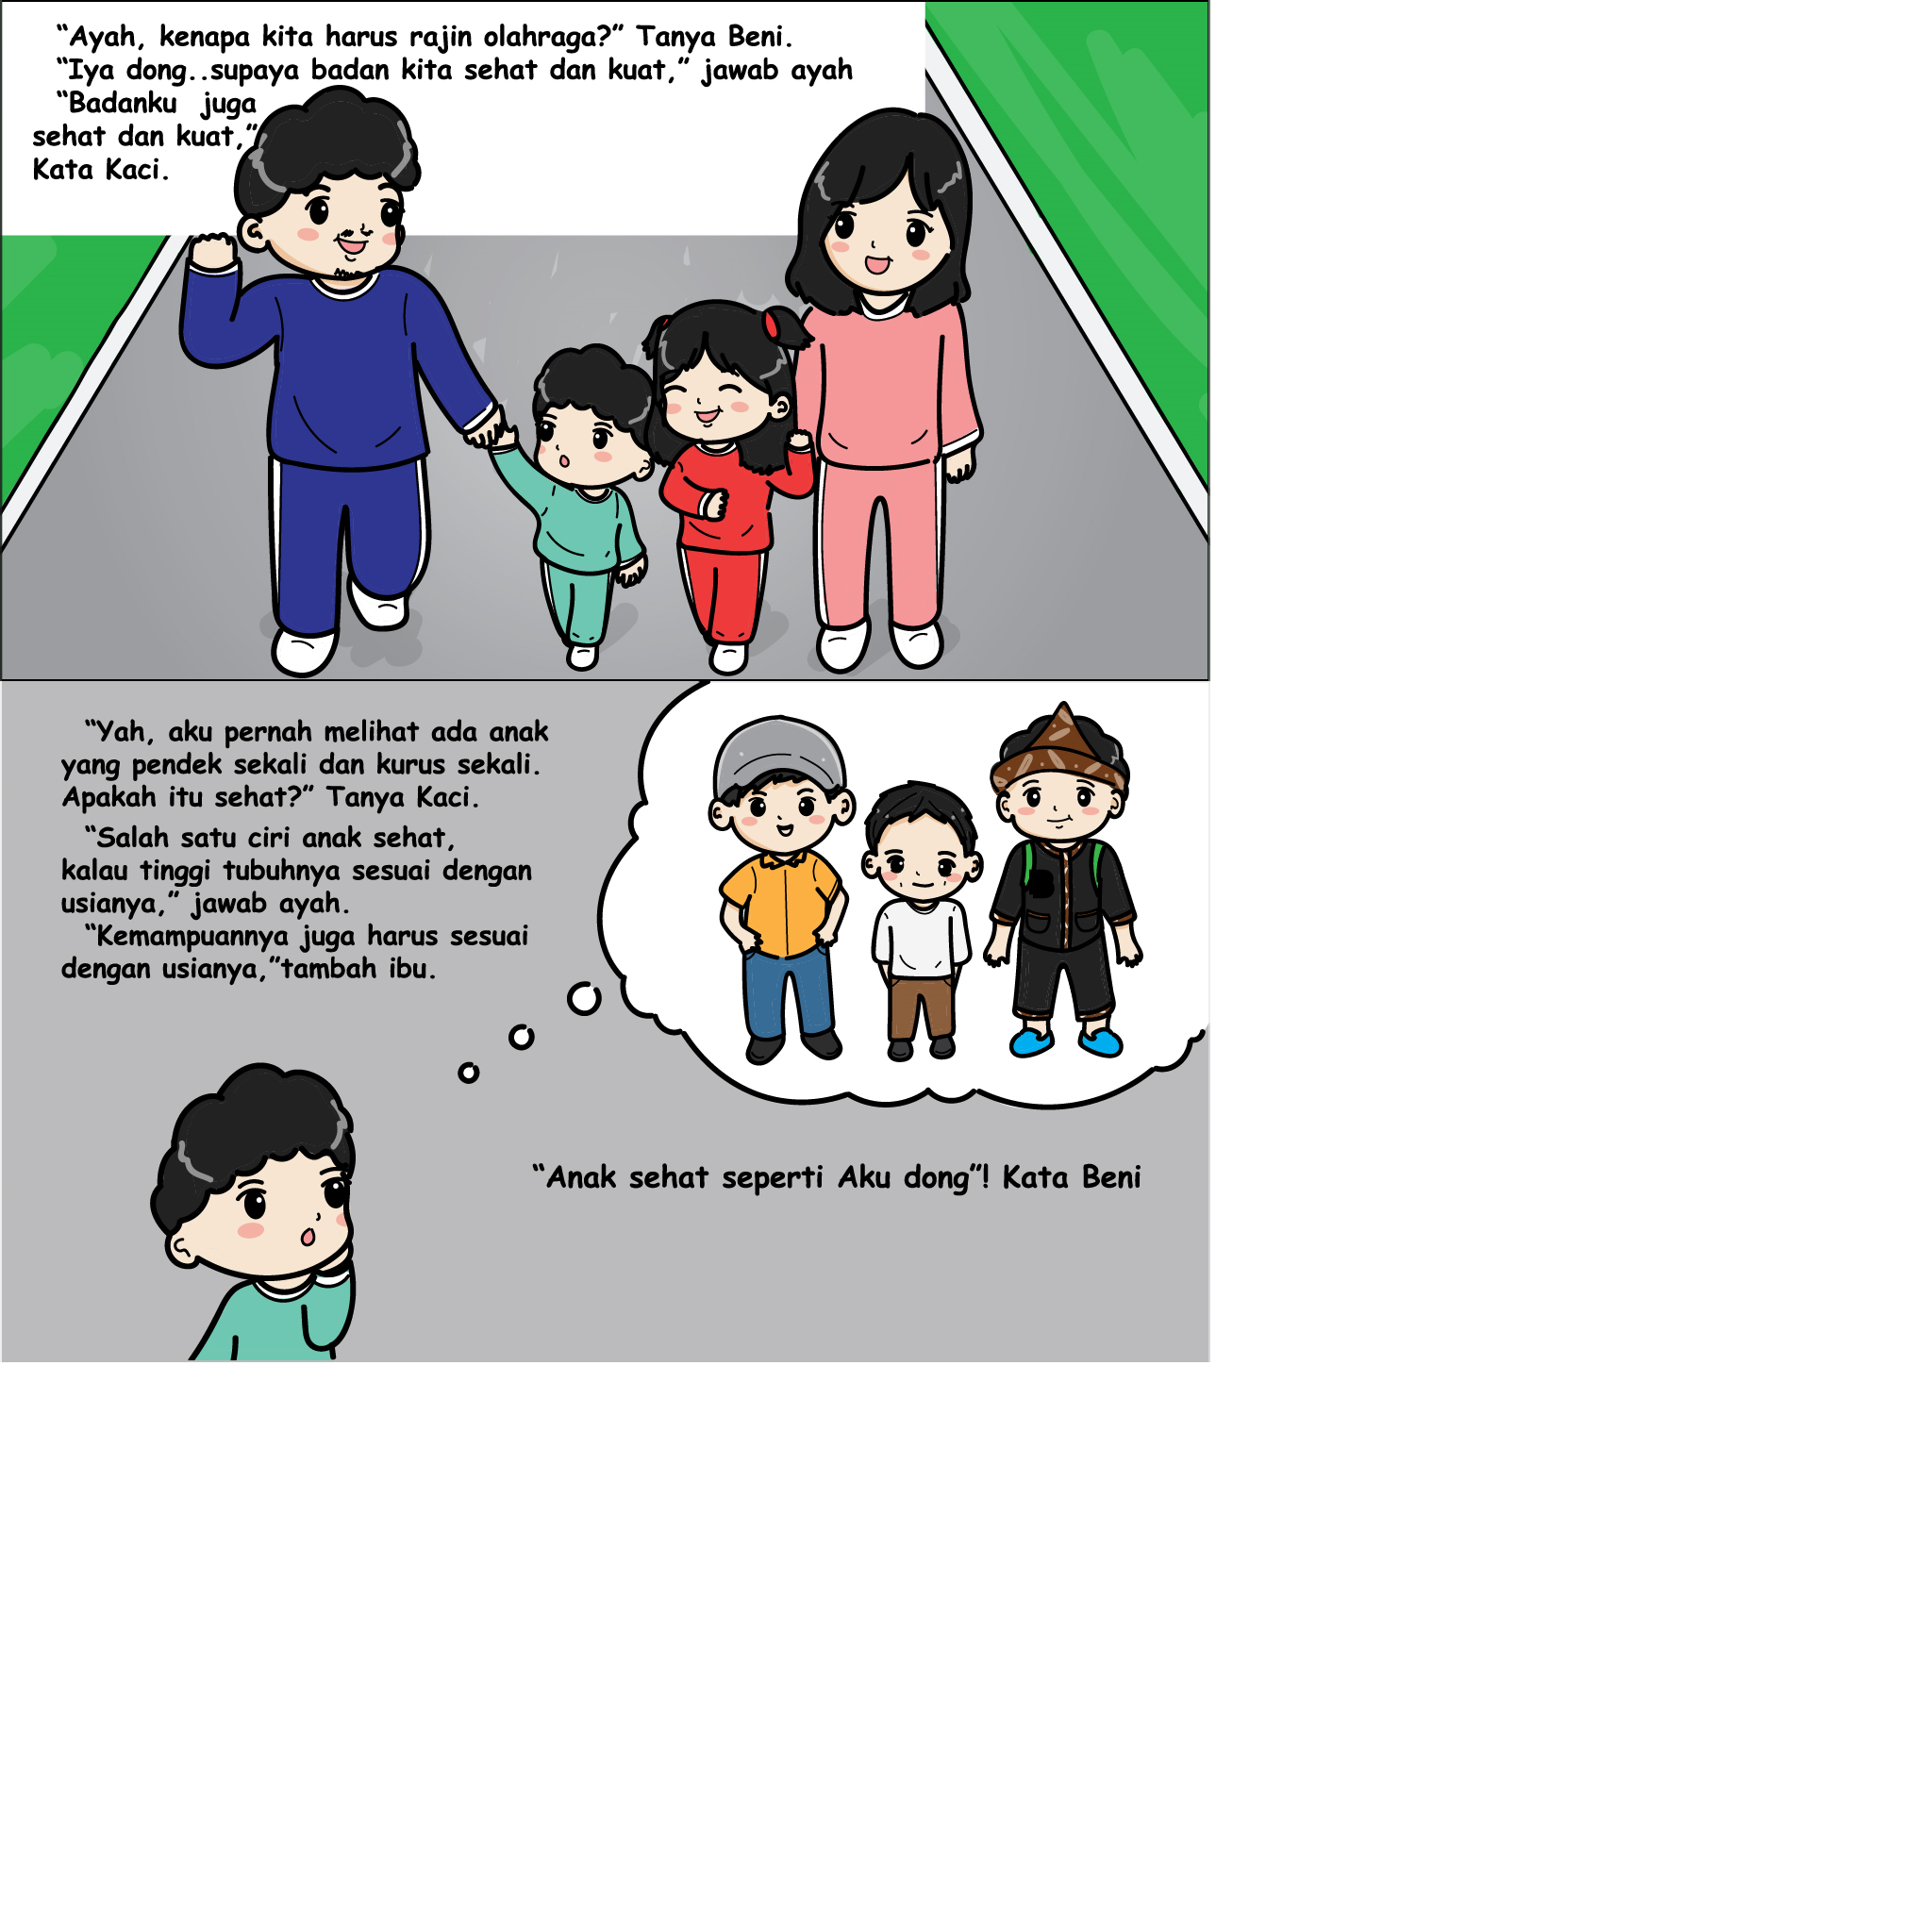 “Ayah, kenapa kita harus rajin olahraga?” Tanya Beni.
“Iya dong..supaya badan kita sehat dan kuat,” jawab ayah
“Badanku juga
sehat dan kuat,”
Kata Kaci.
“Yah, aku pernah melihat ada anak
yang pendek sekali dan kurus sekali.
Apakah itu sehat?” Tanya Kaci.
“Salah satu ciri anak sehat,
kalau tinggi tubuhnya sesuai dengan
usianya,” jawab ayah.
“Kemampuannya juga harus sesuai
dengan usianya,”tambah ibu.
“Anak sehat seperti Aku dong”! Kata Beni